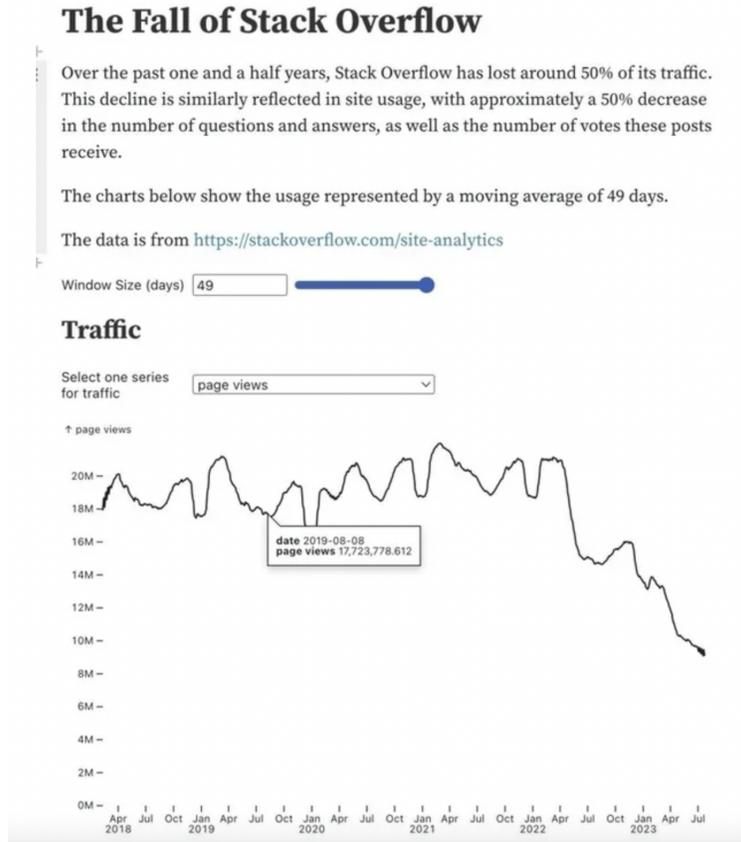 The Fall of Stack Overflow
Over the past one and a half years, Stack Overflow has lost around 50% of its traffic.
This decline is similarly reflected in site usage, with approximately a 50% decrease
in the number of questions and answers, as well as the number of votes these posts
receive.
The charts below show the usage represented by a moving average of 49 days.
The data is from https://stackoverflow.com/site-analytics
Window Size (days) 49
Traffic
Select one series
for traffic
page views
↑ page views
20M
18M
16M
14M
12M
10M
8M
6M
4M
2M
0M
date 2019-08-08
page views 17,723,778.612
Apr Jul Oct Jan Apr Jul Oct Jan Apr Jul Oct Jan Apr Jul Oct Jan Apr Jul Oct Jan Apr Jul
2018 2019 2020 2021 2022 2023